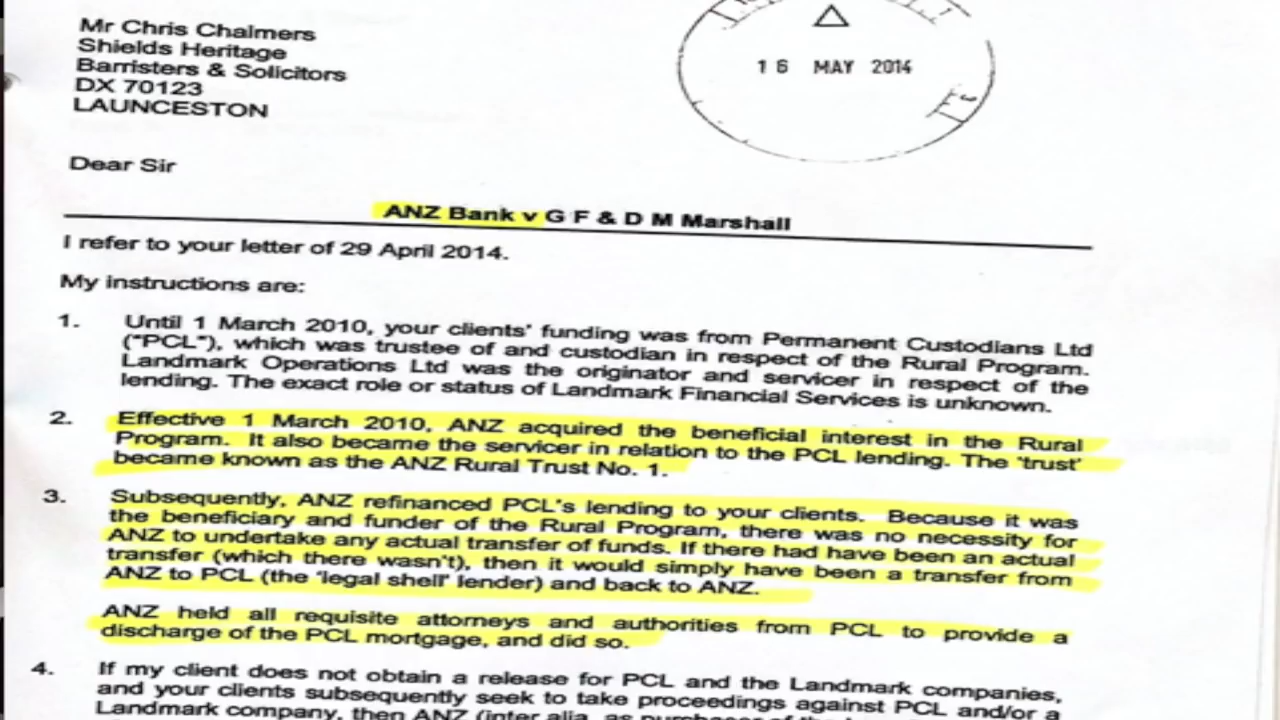 Mr Chris Chalmers
Shields Heritage
Barristers & Solicitors
DX 70123
LAUNCESTON
16 MAY 2014
Dear Sir
ANZ Bank v G F & D M Marshall
I refer to your letter of 29 April 2014.
My instructions are:
1. Until 1 March 2010, your clients' funding was from Permanent Custodians Ltd
("PCL"), which was trustee of and custodian in respect of the Rural Program.
Landmark Operations Ltd was the originator and servicer in respect of the
lending. The exact role or status of Landmark Financial Services is unknown.
2. Effective 1 March 2010, ANZ acquired the beneficial interest in the Rural
Program. It also became the servicer in relation to the PCL lending. The 'trust'
became known as the ANZ Rural Trust No. 1.
3. Subsequently, ANZ refinanced PCL's lending to your clients. Because it was
the beneficiary and funder of the Rural Program, there was no necessity for
ANZ to undertake any actual transfer of funds. If there had have been an actual
transfer (which there wasn't), then it would simply have been a transfer from
ANZ to PCL (the 'legal shell' lender) and back to ANZ.
ANZ held all requisite attorneys and authorities from PCL to provide a
discharge of the PCL mortgage, and did so.
4. If my client does not obtain a release for PCL and the Landmark companies,
and your clients subsequently seek to take proceedings against PCL and/or a
Landmark company, then ANZ (inter alia, as purchaser of the